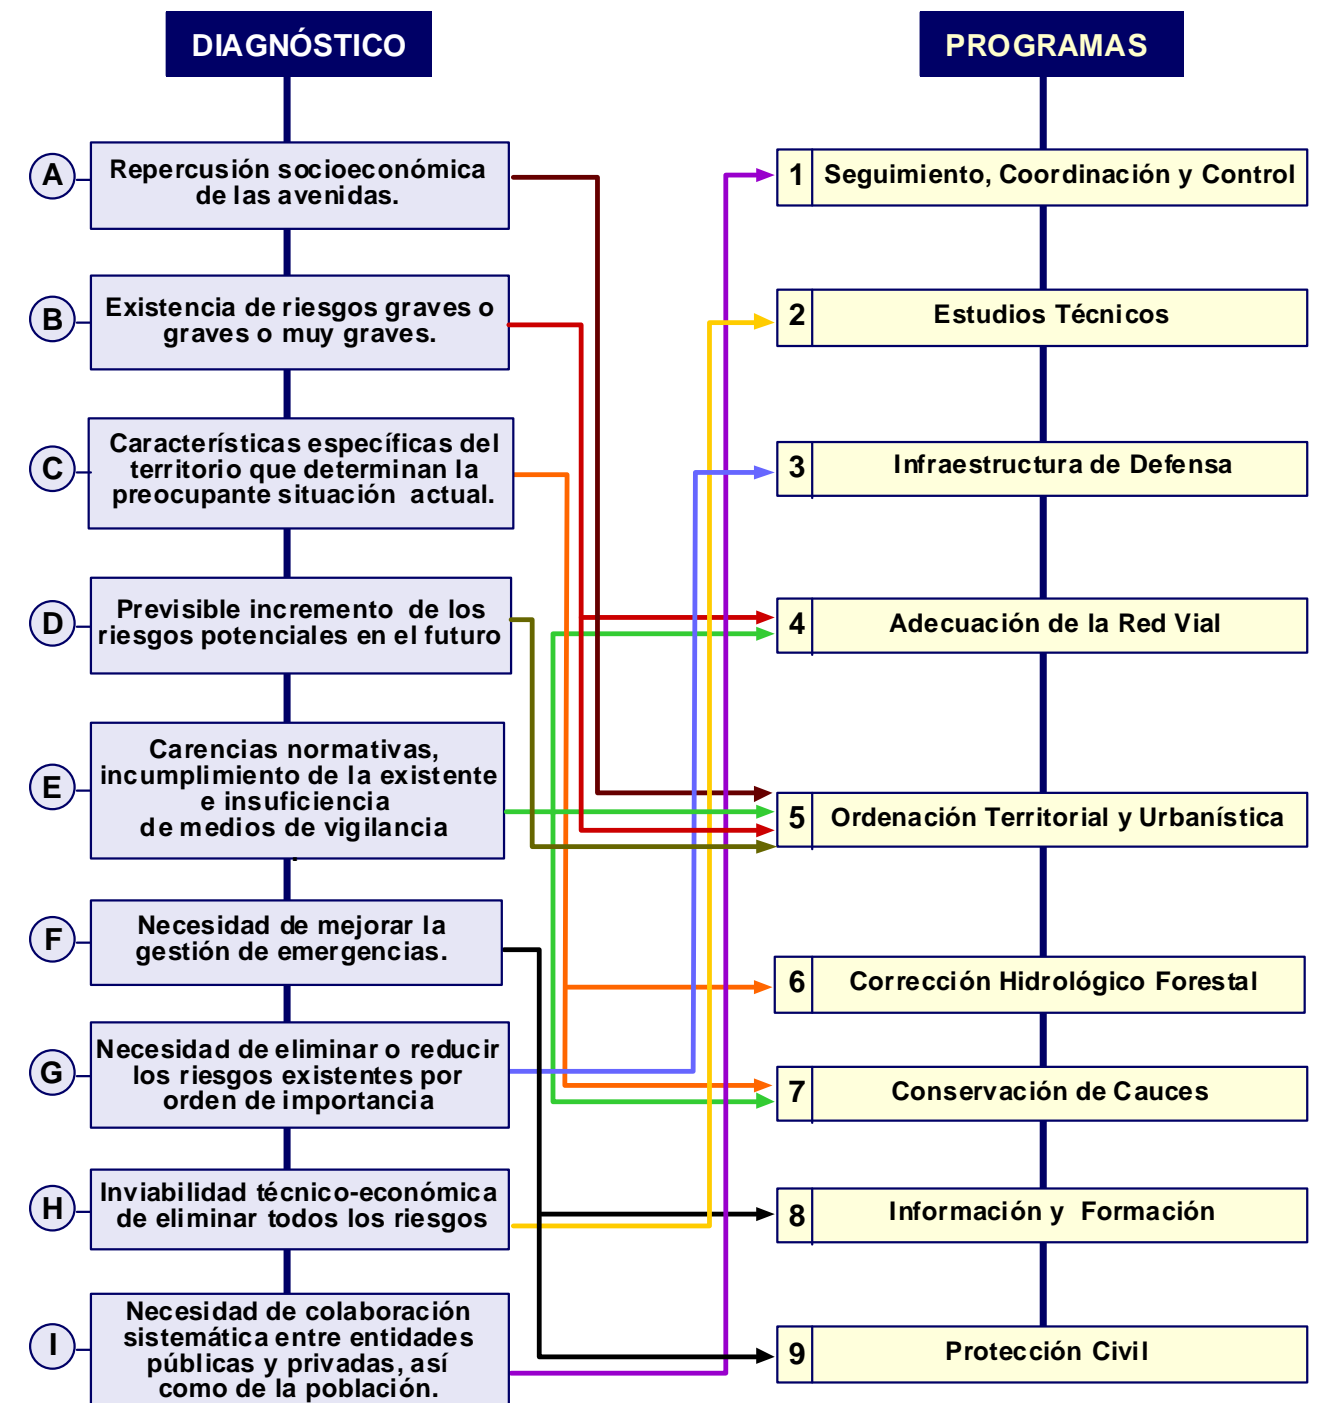 DIAGNÓSTICO
A
Repercusión socioeconómica
de las avenidas.
B
Existencia de riesgos graves o
graves o muy graves.
C
Características específicas del
territorio que determinan la
preocupante situación actual.
D
Previsible incremento de los
riesgos potenciales en el futuro
E
Carencias normativas,
incumplimiento de la existente
e insuficiencia
de medios de vigilancia
.
F
Necesidad de mejorar la
gestión de emergencias.
G
Necesidad de eliminar o reducir
los riesgos existentes por
orden de importancia
H
Inviabilidad técnico-económica
de eliminar todos los riesgos
I
Necesidad de colaboración
sistemática entre entidades
públicas y privadas, así
como de la población.
PROGRAMAS
1 Seguimiento, Coordinación y Control
2 Estudios Técnicos
3 Infraestructura de Defensa
4 Adecuación de la Red Vial
5 Ordenación Territorial y Urbanística
6 Corrección Hidrológico Forestal
7 Conservación de Cauces
8 Información y Formación
9 Protección Civil